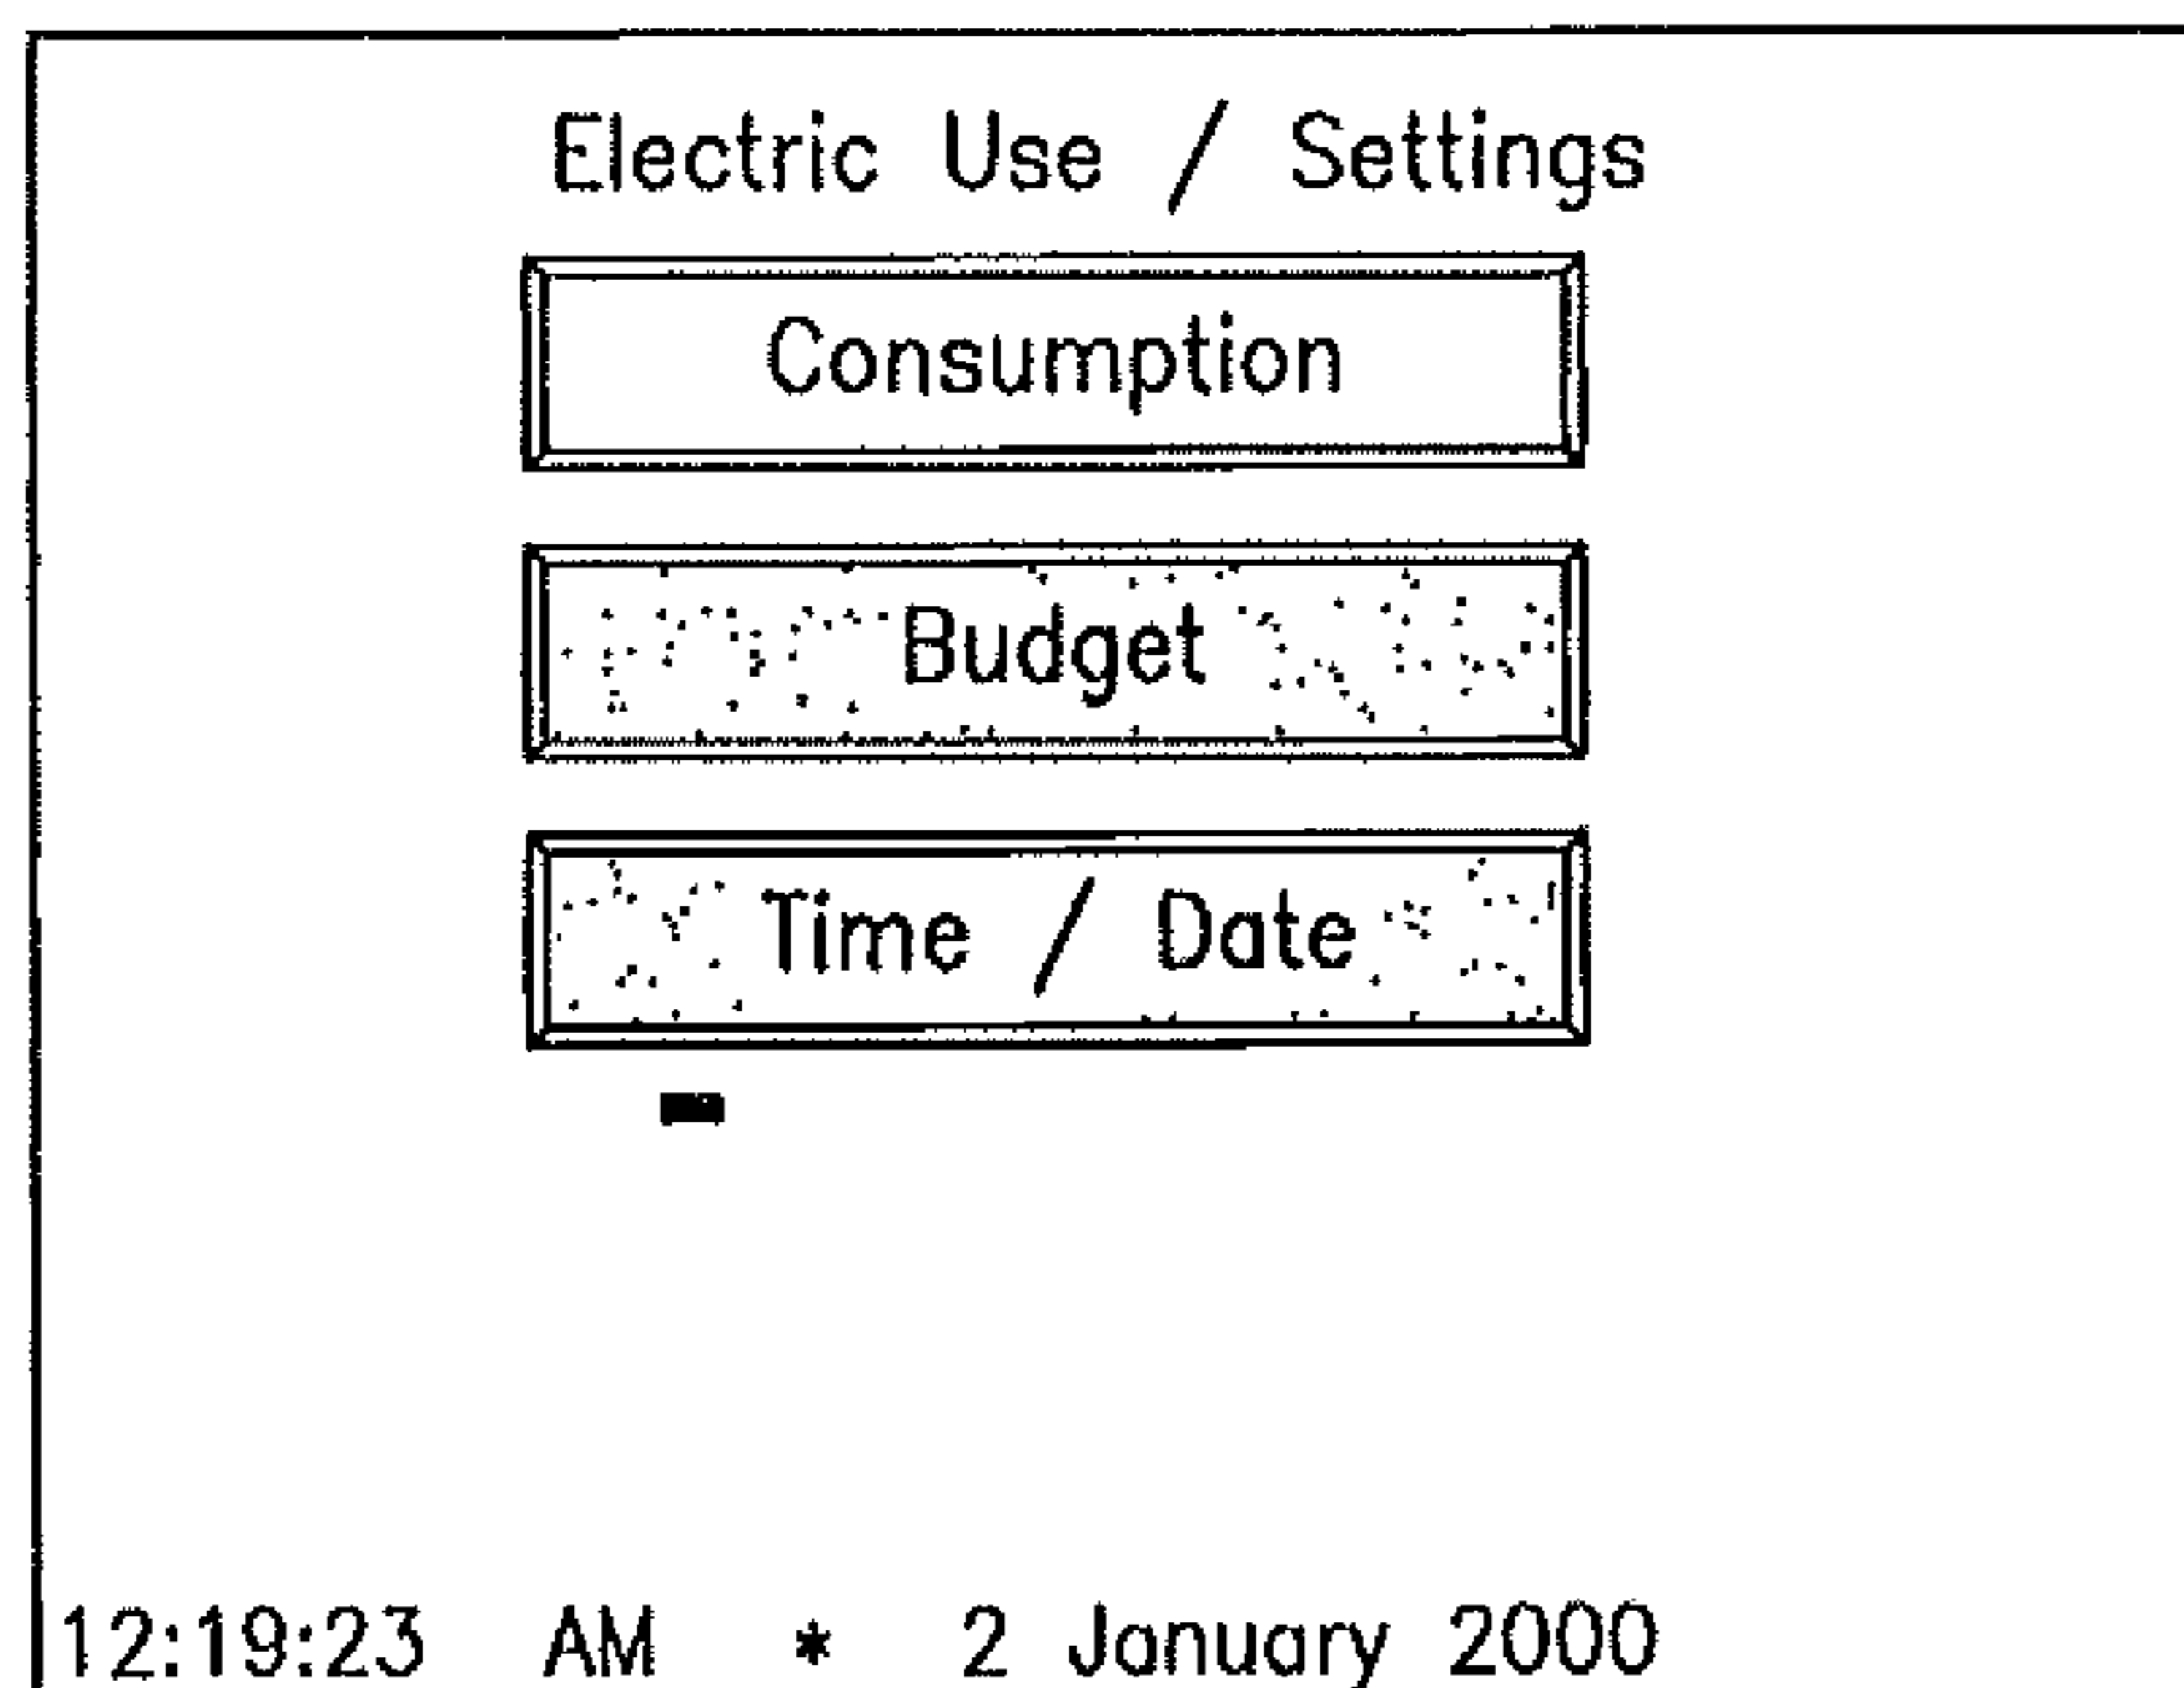 Electric Use / Settings
Consumption
Budget
Time / Date
12:19:23 AM * 2 January 2000